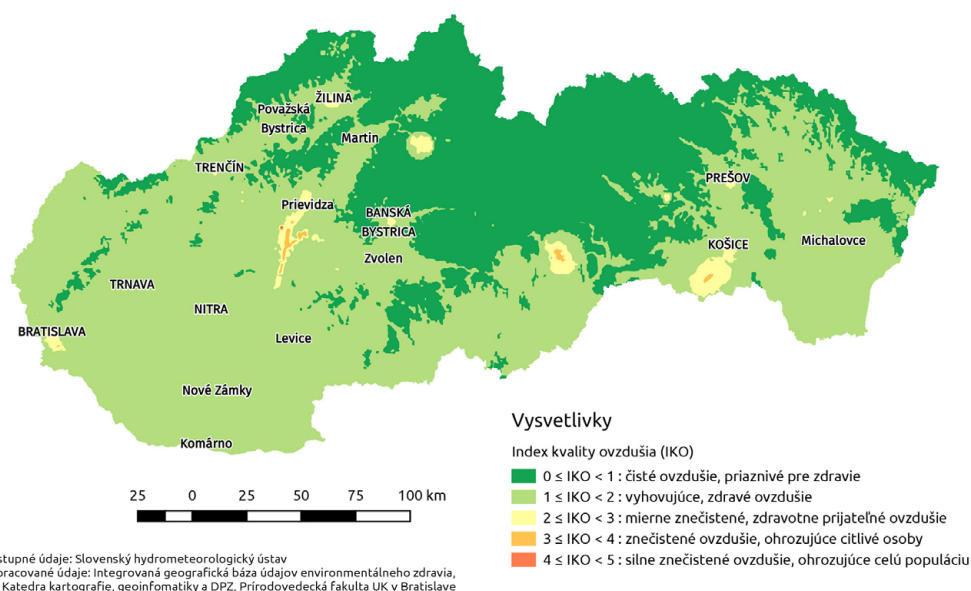 ŽILINA
Považská
Bystrica
Martin
TRENČÍN
PREŠOV
Prievidza
BANSKÁ
BYSTRICA
KOŠICE
Michalovce
Zvolen
TRNAVA
NITRA
BRATISLAVA
Levice
Nové Zámky
Komárno
Vysvetlivky
Index kvality ovzdušia (IKO)
0 ≤ IKO < 1 : čisté ovzdušie, priaznivé pre zdravie
1 ≤ IKO < 2 : vyhovujúce, zdravé ovzdušie
2 ≤ IKO < 3 : mierne znečistené, zdravotne prijateľné ovzdušie
3 ≤ IKO < 4 : znečistené ovzdušie, ohrozujúce citlivé osoby
4 ≤ IKO < 5 : silne znečistené ovzdušie, ohrozujúce celú populáciu
25 0 25 50 75 100 km
stupné údaje: Slovenský hydrometeorologický ústav
pracované údaje: Integrovaná geografická báza údajov environmentálneho zdravia,
Katedra kartografie, geoinfomatiky a DPZ, Prírodovedecká fakulta UK v Bratislave